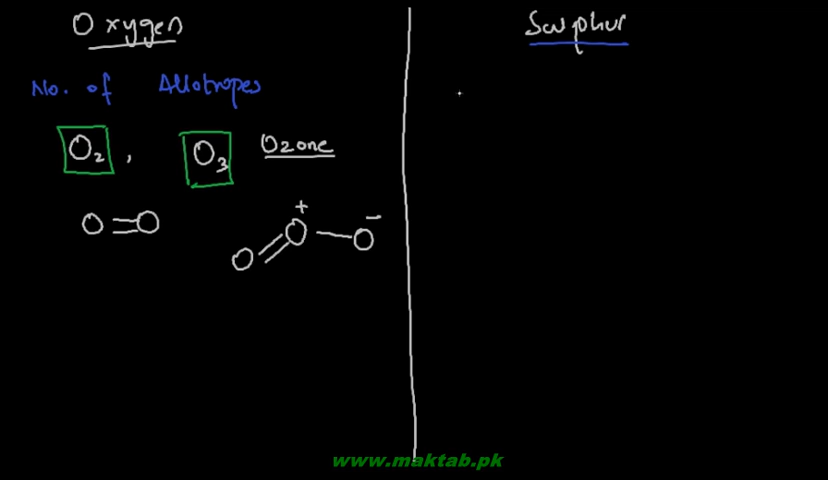 Oxygen
Sulphur
No. of Allotropes
O2, O3 Ozone
O=O
O=O+—O−
www.maktab.pk